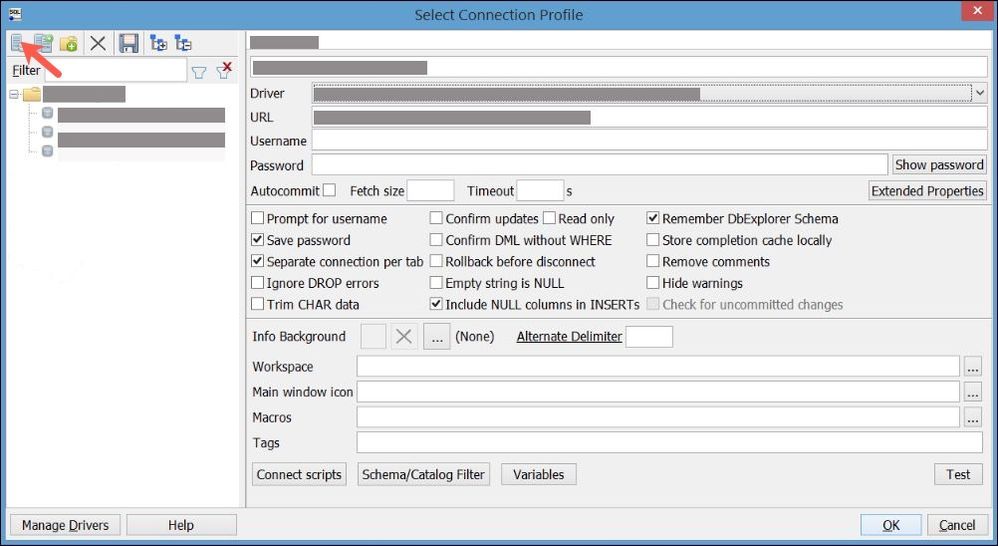 SQL
Select Connection Profile
Filter
Driver
URL
Username
Password Show password
Autocommit Fetch size Timeout s Extended Properties
Prompt for username Confirm updates Read only Remember DbExplorer Schema
Save password Confirm DML without WHERE Store completion cache locally
Separate connection per tab Rollback before disconnect Remove comments
Ignore DROP errors Empty string is NULL Hide warnings
Trim CHAR data Include NULL columns in INSERTs Check for uncommitted changes
Info Background ... (None) Alternate Delimiter
Workspace ...
Main window icon ...
Macros ...
Tags
Connect scripts Schema/Catalog Filter Variables Test
Manage Drivers Help OK Cancel